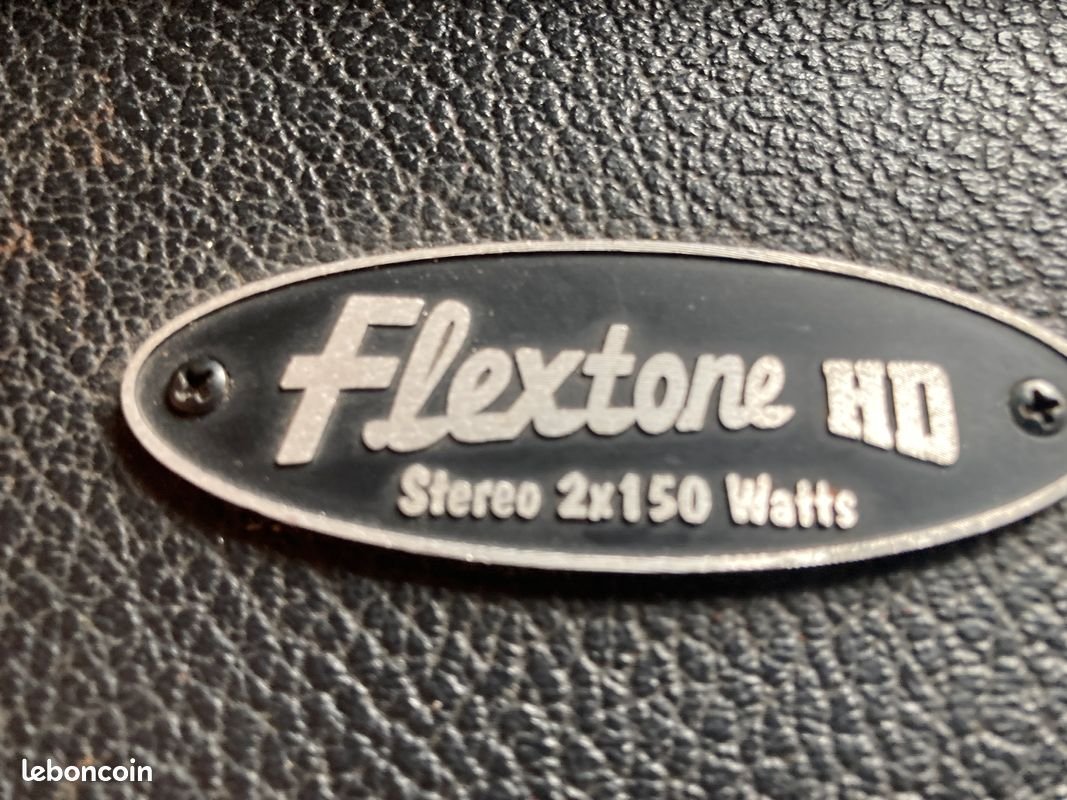 Flextone HD
Stereo 2x150 Watts
leboncoin